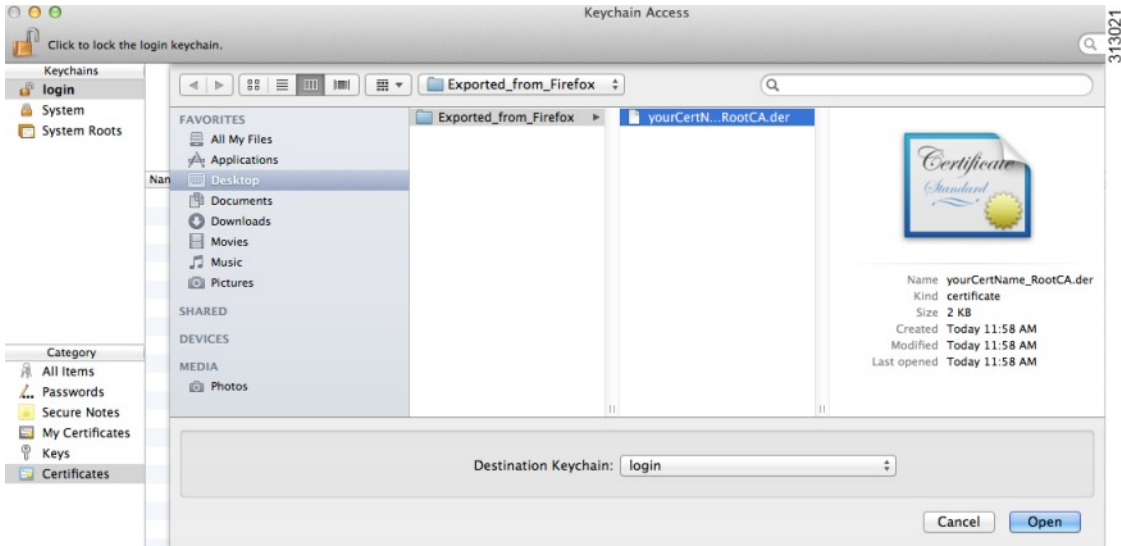 Keychain Access
Click to lock the login keychain.
313021
Keychains
login
System
System Roots
Exported_from_Firefox
FAVORITES
All My Files
Applications
Desktop
Documents
Downloads
Movies
Music
Pictures
SHARED
DEVICES
MEDIA
Photos
Exported_from_Firefox
yourCertN...RootCA.der
Certificate
Standard
Name yourCertName_RootCA.der
Kind certificate
Size 2 KB
Created Today 11:58 AM
Modified Today 11:58 AM
Last opened Today 11:58 AM
Nan
Category
All Items
Passwords
Secure Notes
My Certificates
Keys
Certificates
Destination Keychain: login
Cancel Open